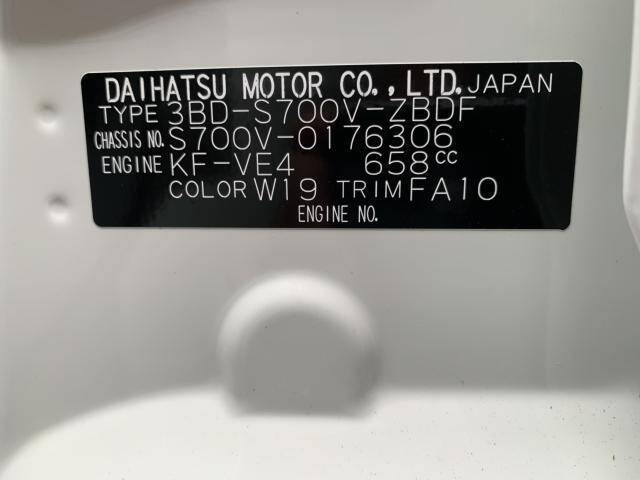 DAIHATSU MOTOR CO.,LTD. JAPAN
TYPE 3BD-S700V-ZBDF
CHASSIS NO. S700V-0176306
ENGINE KF-VE4 658cc
COLOR W19 TRIM FA10
ENGINE NO.